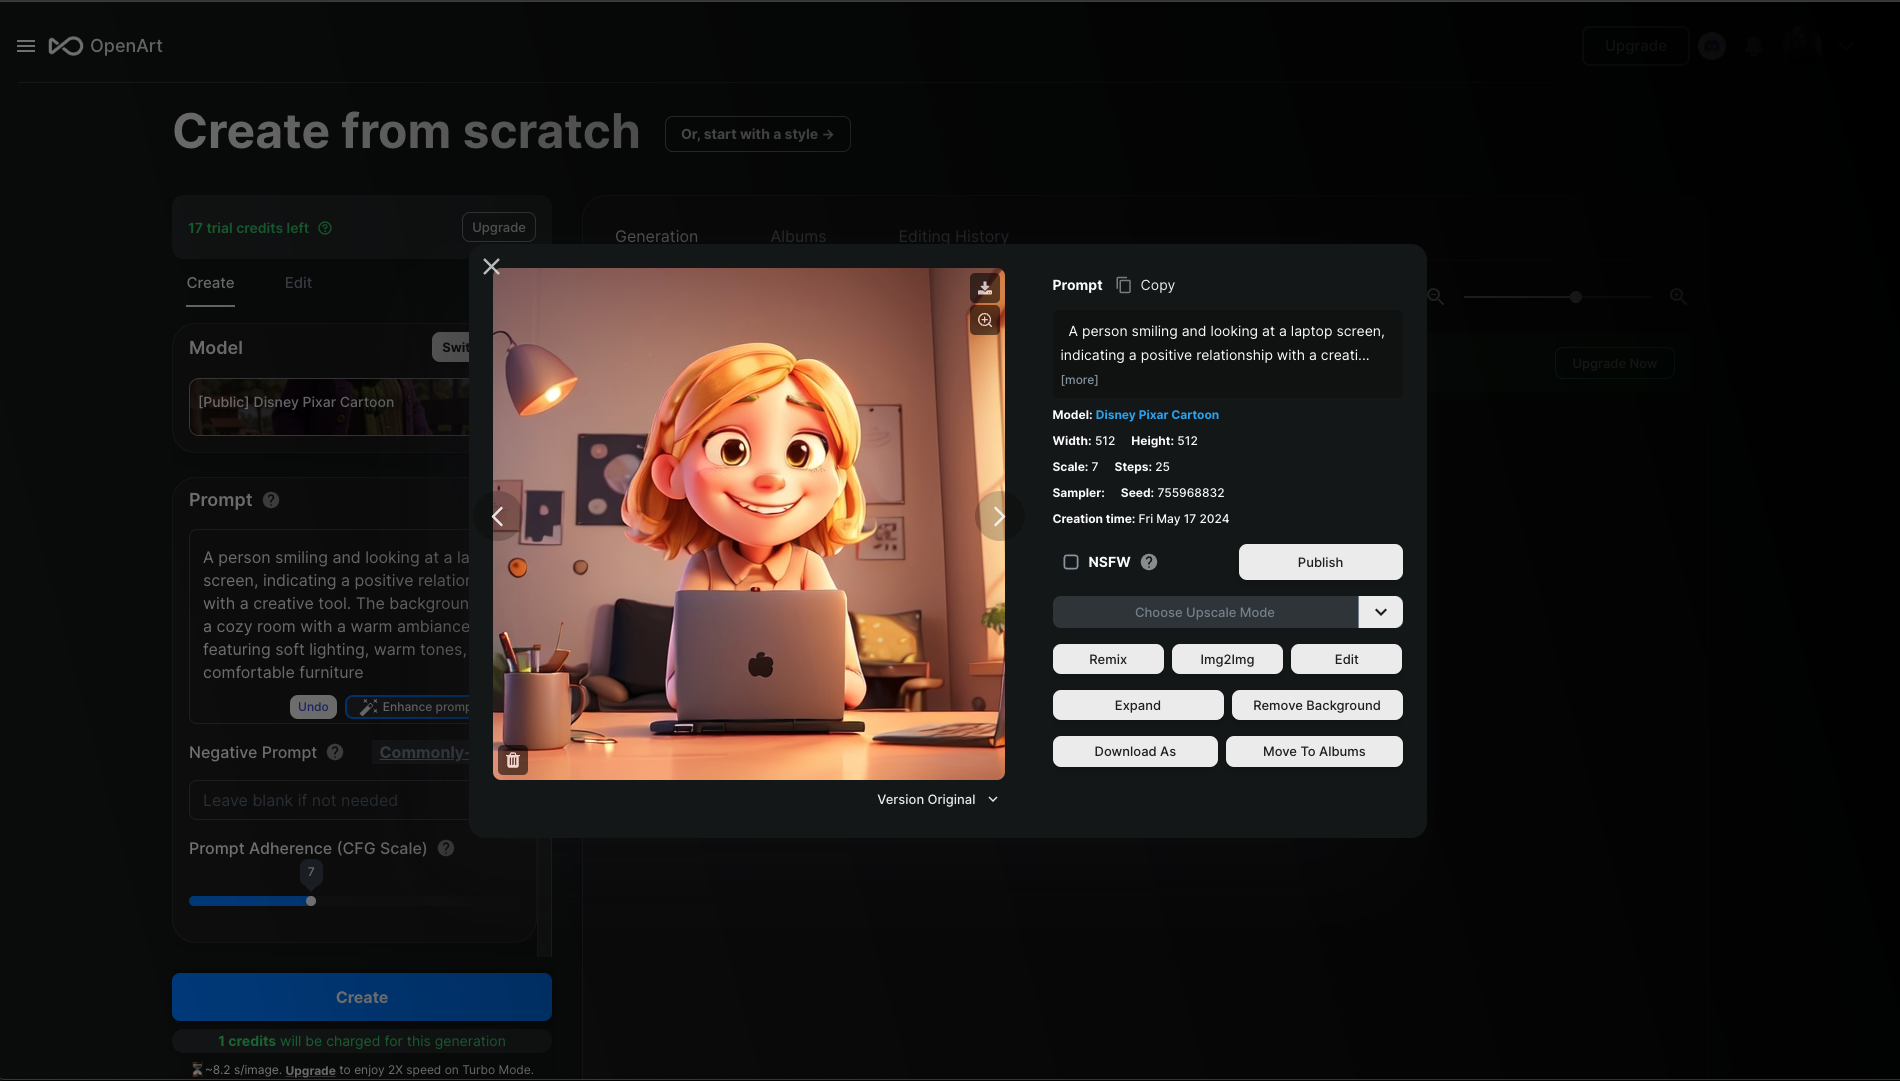 OpenArt
Upgrade
Create from scratch
Or, start with a style →
17 trial credits left
Upgrade
Create
Edit
Model
Swit
[Public] Disney Pixar Cartoon
Prompt
A person smiling and looking at a la
screen, indicating a positive relation
with a creative tool. The background
a cozy room with a warm ambiance
featuring soft lighting, warm tones,
comfortable furniture
Undo
Enhance promp
Negative Prompt
Commonly-
Leave blank if not needed
Prompt Adherence (CFG Scale)
7
Create
1 credits will be charged for this generation
~8.2 s/image. Upgrade to enjoy 2X speed on Turbo Mode.
Generation
Albums
Editing History
Upgrade Now
Version Original
Prompt
Copy
A person smiling and looking at a laptop screen,
indicating a positive relationship with a creati...
[more]
Model: Disney Pixar Cartoon
Width: 512 Height: 512
Scale: 7 Steps: 25
Sampler: Seed: 755968832
Creation time: Fri May 17 2024
NSFW
Publish
Choose Upscale Mode
Remix
Img2Img
Edit
Expand
Remove Background
Download As
Move To Albums